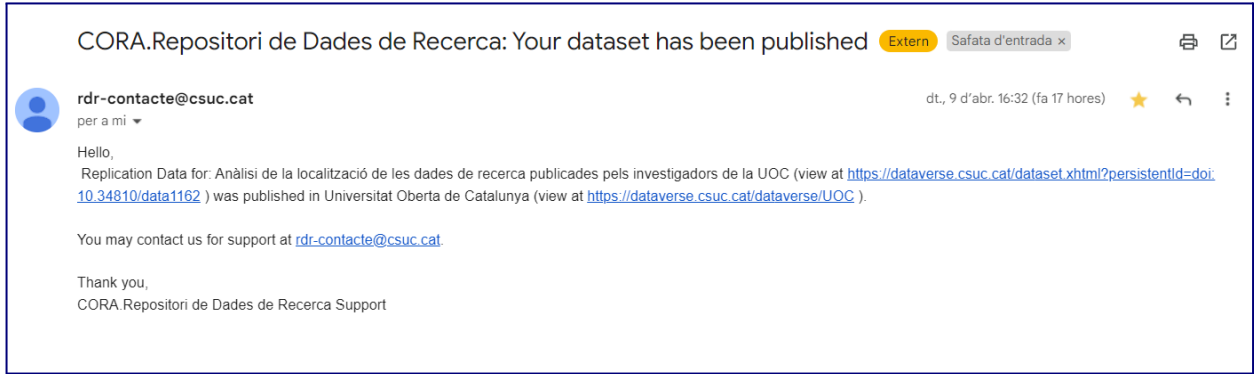 CORA.Repositori de Dades de Recerca: Your dataset has been published Extern Safata d'entrada ×
rdr-contacte@csuc.cat dt., 9 d'abr. 16:32 (fa 17 hores)
per a mi
Hello,
Replication Data for: Anàlisi de la localització de les dades de recerca publicades pels investigadors de la UOC (view at https://dataverse.csuc.cat/dataset.xhtml?persistentId=doi:
10.34810/data1162 ) was published in Universitat Oberta de Catalunya (view at https://dataverse.csuc.cat/dataverse/UOC ).
You may contact us for support at rdr-contacte@csuc.cat.
Thank you,
CORA.Repositori de Dades de Recerca Support